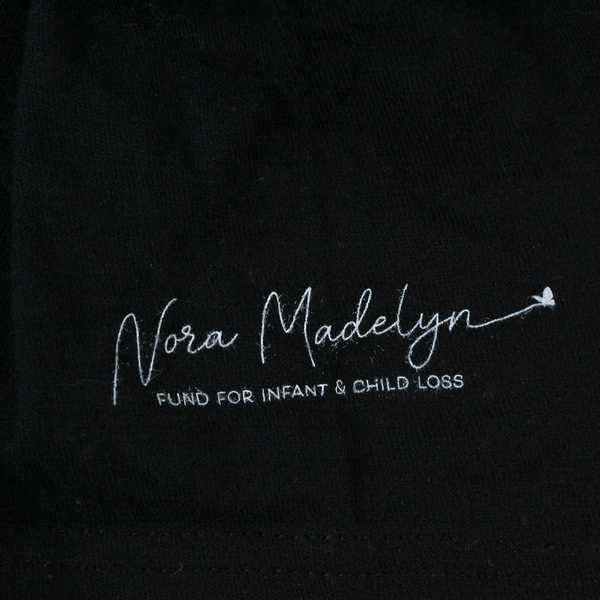 Nora Madelyn
FUND FOR INFANT & CHILD LOSS